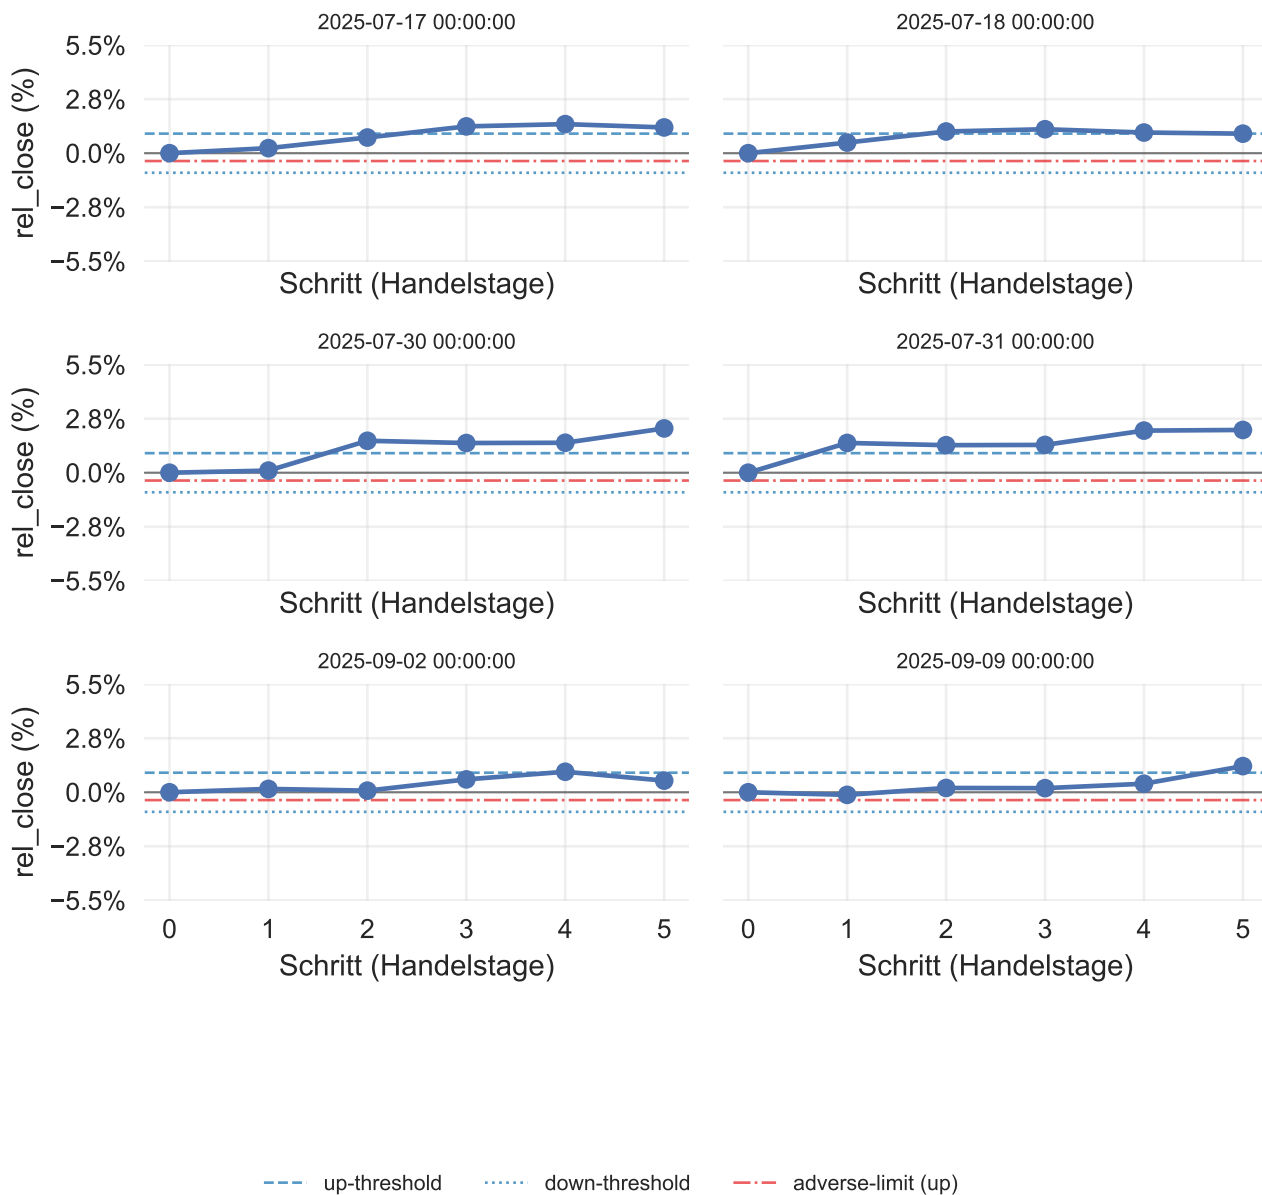 2025-07-17 00:00:00
2025-07-18 00:00:00
5.5%
2.8%
0.0%
−2.8%
−5.5%
rel_close (%)
Schritt (Handelstage)
Schritt (Handelstage)
2025-07-30 00:00:00
2025-07-31 00:00:00
5.5%
2.8%
0.0%
−2.8%
−5.5%
rel_close (%)
Schritt (Handelstage)
Schritt (Handelstage)
2025-09-02 00:00:00
2025-09-09 00:00:00
5.5%
2.8%
0.0%
−2.8%
−5.5%
rel_close (%)
0 1 2 3 4 5
0 1 2 3 4 5
Schritt (Handelstage)
Schritt (Handelstage)
up-threshold
down-threshold
adverse-limit (up)